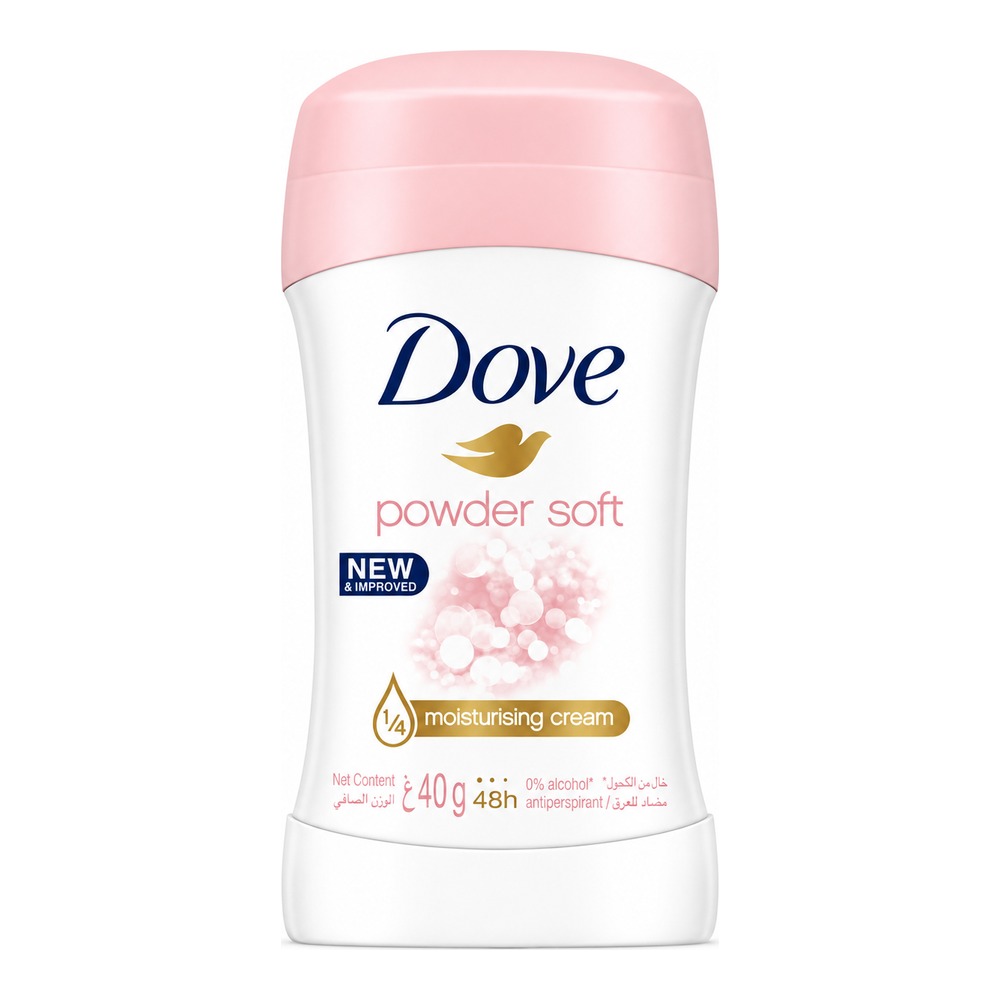 Dove
powder soft
NEW
& IMPROVED
1/4 moisturising cream
Net Content
الوزن الصافي
غ 40 g
48h
0% alcohol* *خال من الكحول
antiperspirant / مضاد للعرق